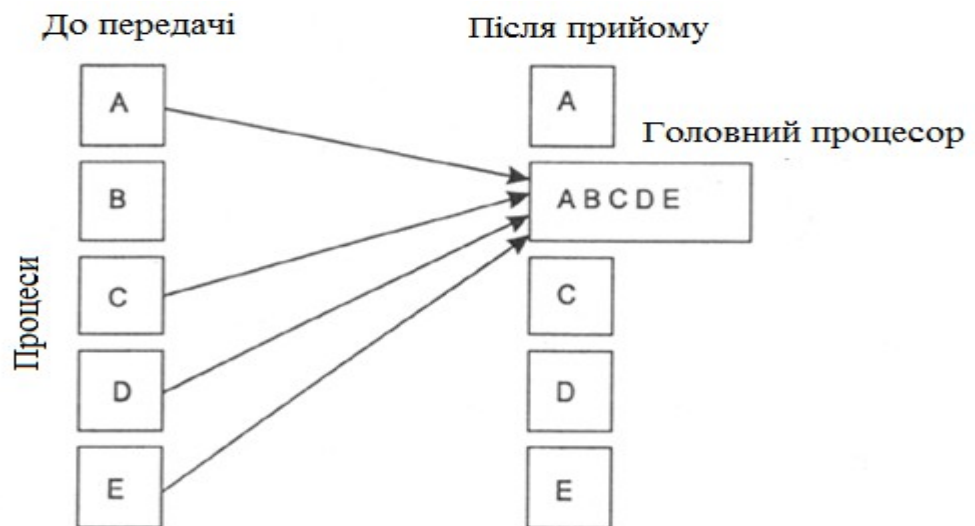 До передачі
Після прийому
A
A
Головний процесор
B
A B C D E
Процеси
C
C
D
D
E
E